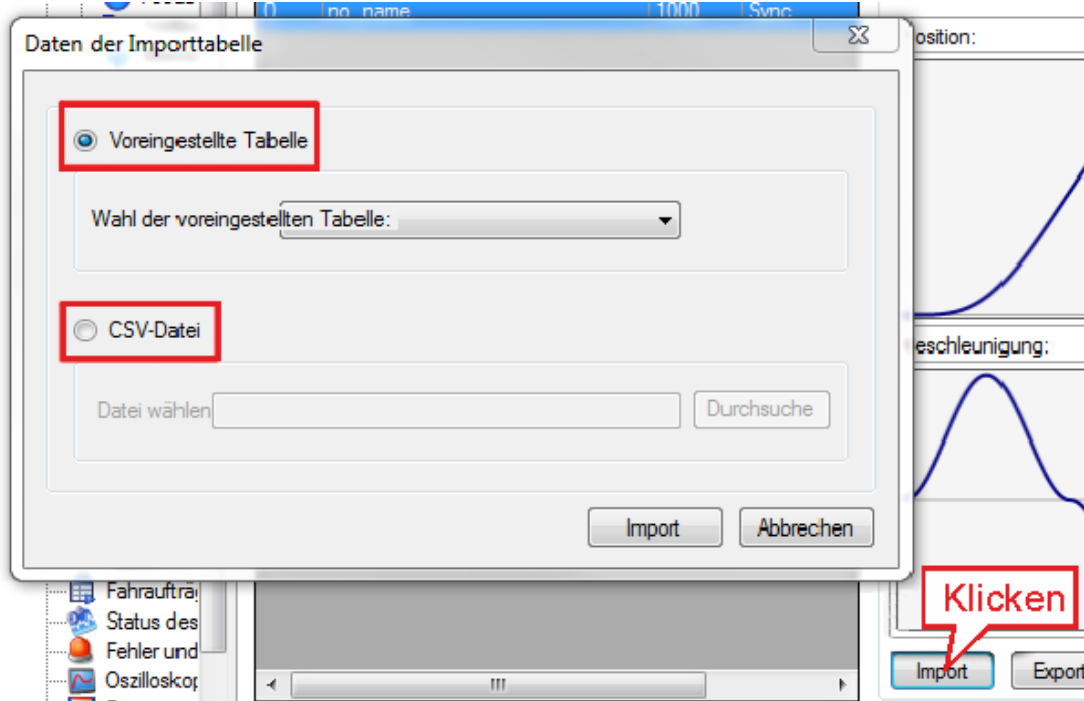 0 no_name 1000 Sync
Daten der Importtabelle
osition:
Voreingestellte Tabelle
Wahl der voreingestellten Tabelle:
CSV-Datei
eschleunigung:
Datei wählen
Durchsuche
Import
Abbrechen
Fahraufträ
Status des
Fehler und
Oszilloskop
Klicken
Import
Export